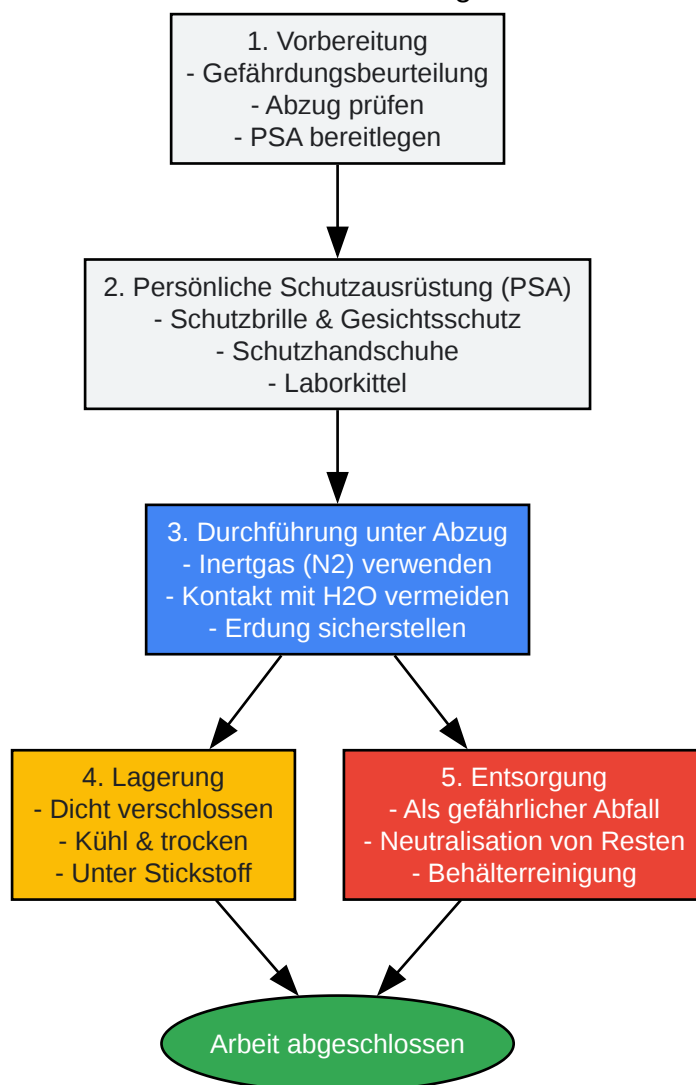 1. Vorbereitung
- Gefährdungsbeurteilung
- Abzug prüfen
- PSA bereitlegen
2. Persönliche Schutzausrüstung (PSA)
- Schutzbrille & Gesichtsschutz
- Schutzhandschuhe
- Laborkittel
3. Durchführung unter Abzug
- Inertgas (N2) verwenden
- Kontakt mit H2O vermeiden
- Erdung sicherstellen
4. Lagerung
- Dicht verschlossen
- Kühl & trocken
- Unter Stickstoff
5. Entsorgung
- Als gefährlicher Abfall
- Neutralisation von Resten
- Behälterreinigung
Arbeit abgeschlossen